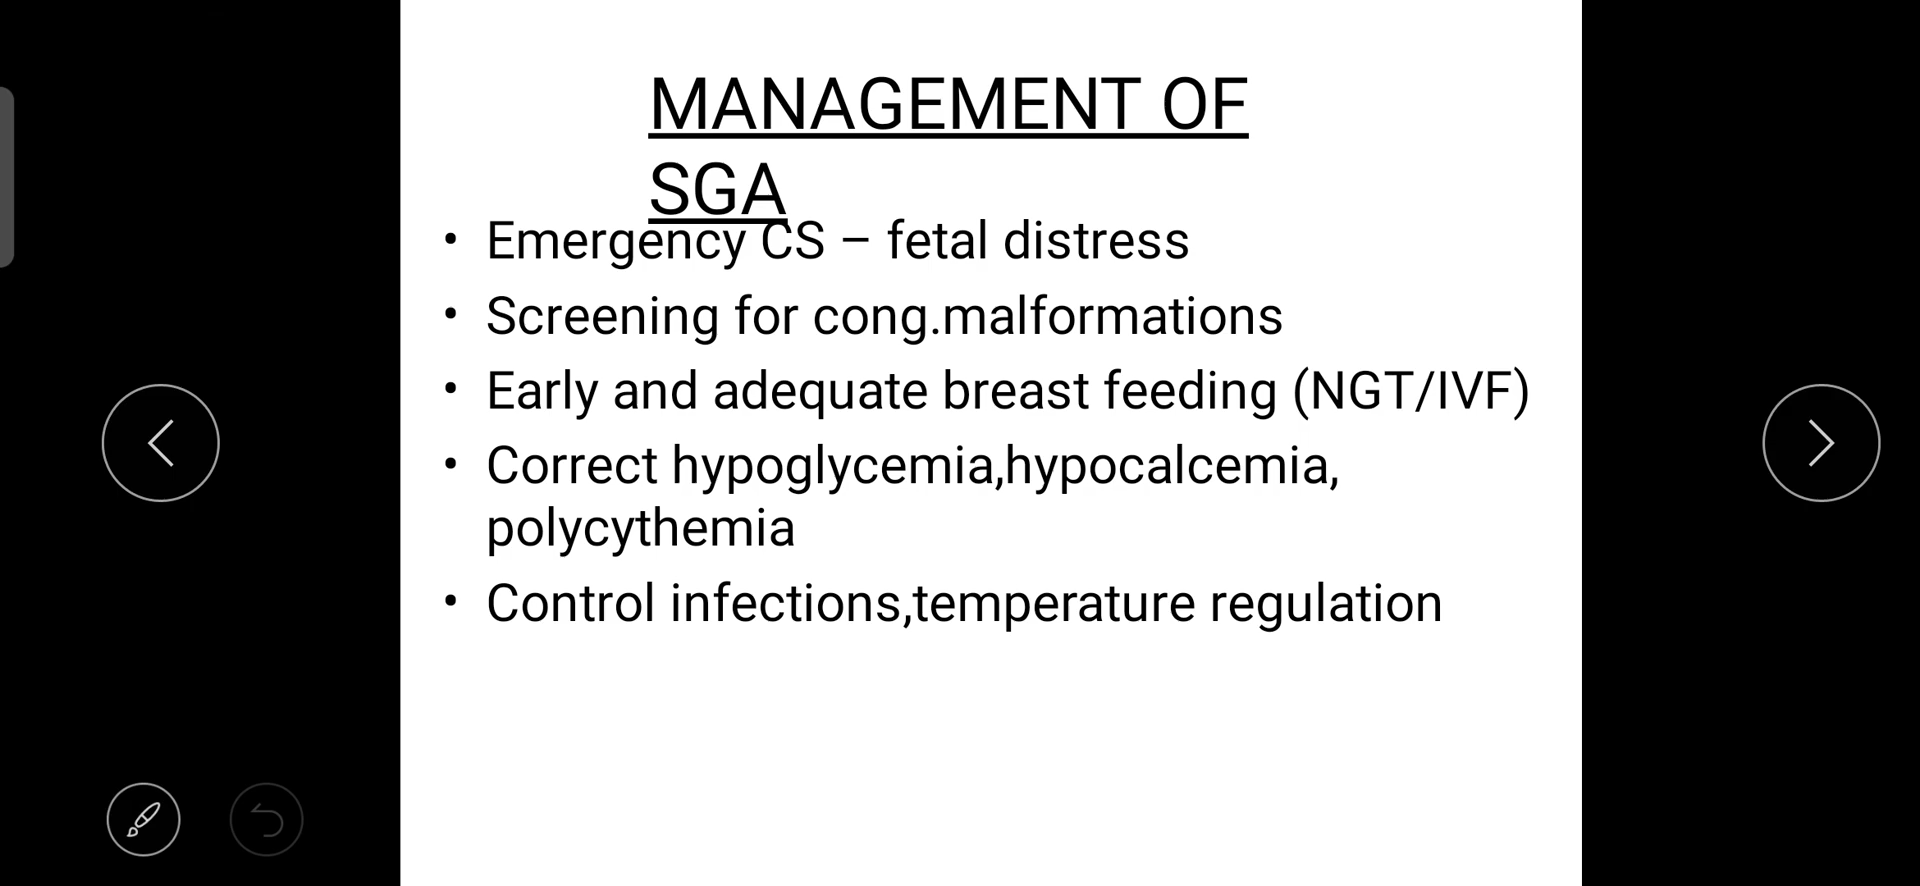 MANAGEMENT OF
SGA
• Emergency CS – fetal distress
• Screening for cong.malformations
• Early and adequate breast feeding (NGT/IVF)
• Correct hypoglycemia,hypocalcemia,
polycythemia
• Control infections,temperature regulation